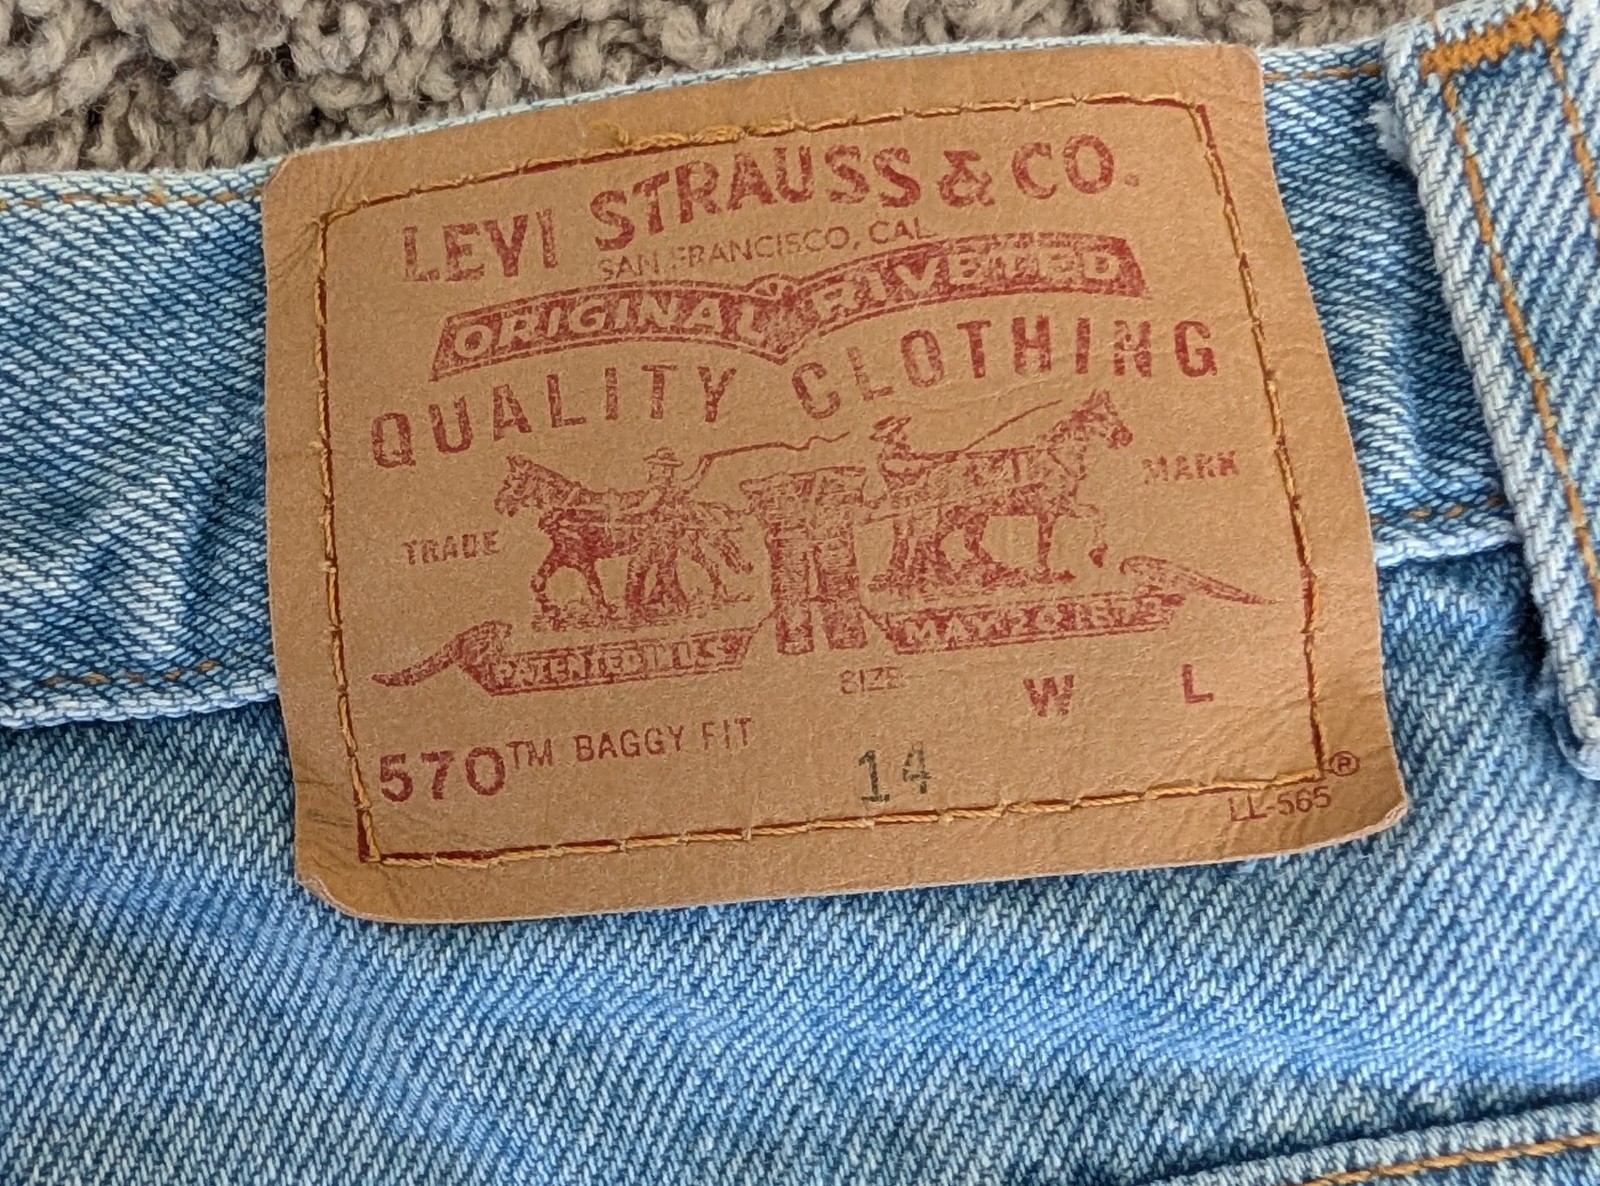 LEVI STRAUSS & CO.
SAN FRANCISCO, CAL
ORIGINAL RIVETED
QUALITY CLOTHING
TRADE MARK
PATENTED IN U.S MAY 20 1873
SIZE W L
570™ BAGGY FIT 14
®
LL-565